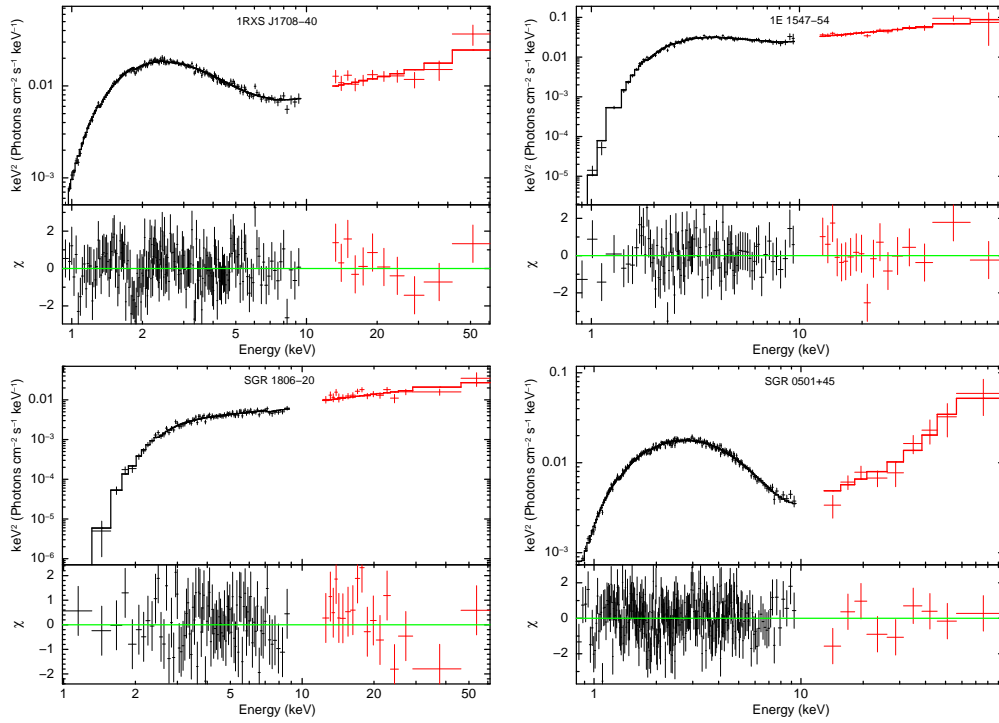 1RXS J1708−40
keV² (Photons cm⁻² s⁻¹ keV⁻¹)
0.01
10⁻³
χ
2
0
−2
1 2 5 10 20 50
Energy (keV)
1E 1547−54
keV² (Photons cm⁻² s⁻¹ keV⁻¹)
0.1
0.01
10⁻³
10⁻⁴
10⁻⁵
χ
2
0
−2
1 10
Energy (keV)
SGR 1806−20
keV² (Photons cm⁻² s⁻¹ keV⁻¹)
0.01
10⁻³
10⁻⁴
10⁻⁵
10⁻⁶
χ
2
1
0
−1
−2
1 2 5 10 20 50
Energy (keV)
SGR 0501+45
keV² (Photons cm⁻² s⁻¹ keV⁻¹)
0.1
0.01
10⁻³
χ
2
0
−2
1 10
Energy (keV)